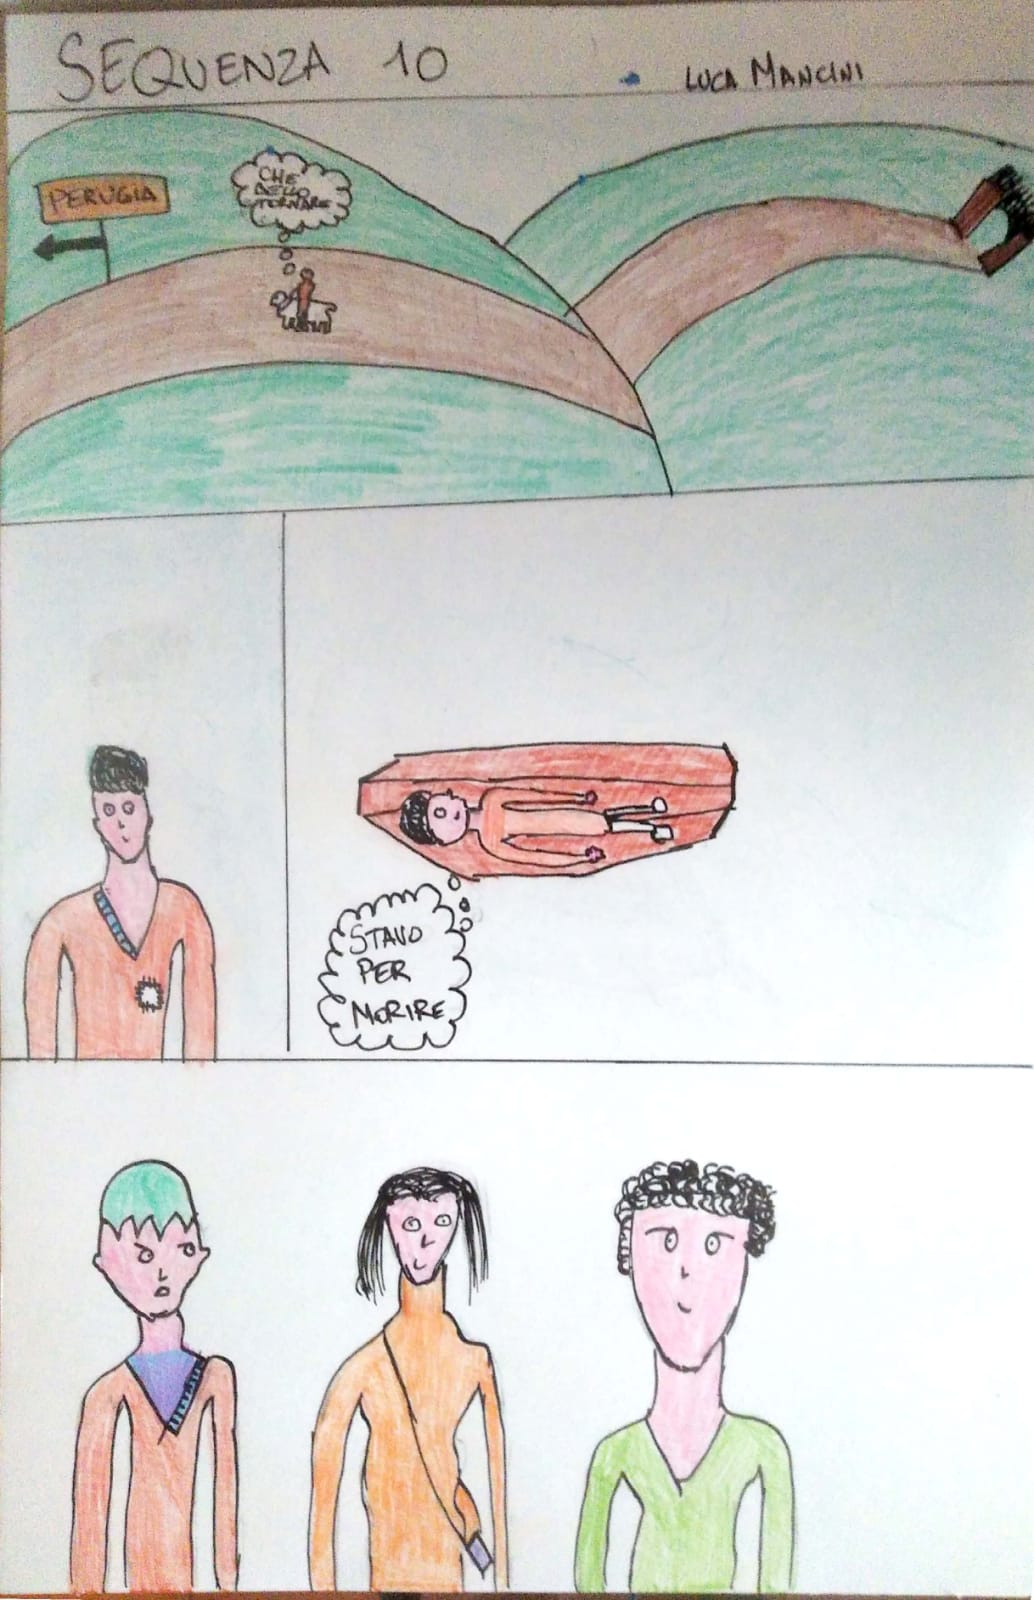 SEQUENZA 10
LUCA MANCINI
PERUGIA
CHE
BELLO
TORNARE
STAVO
PER
MORIRE